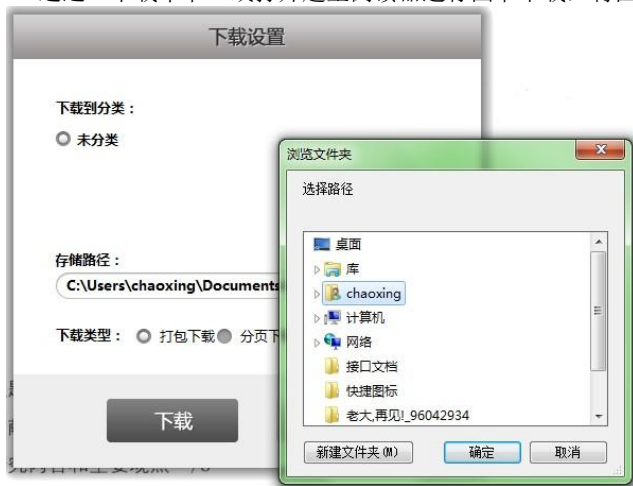 下载设置
下载到分类：
未分类
存储路径：
C:\Users\chaoxing\Documents
下载类型： 打包下载 分页下
下载
浏览文件夹
选择路径
桌面
库
chaoxing
计算机
网络
接口文档
快捷图标
老大,再见!_96042934
新建文件夹(M) 确定 取消